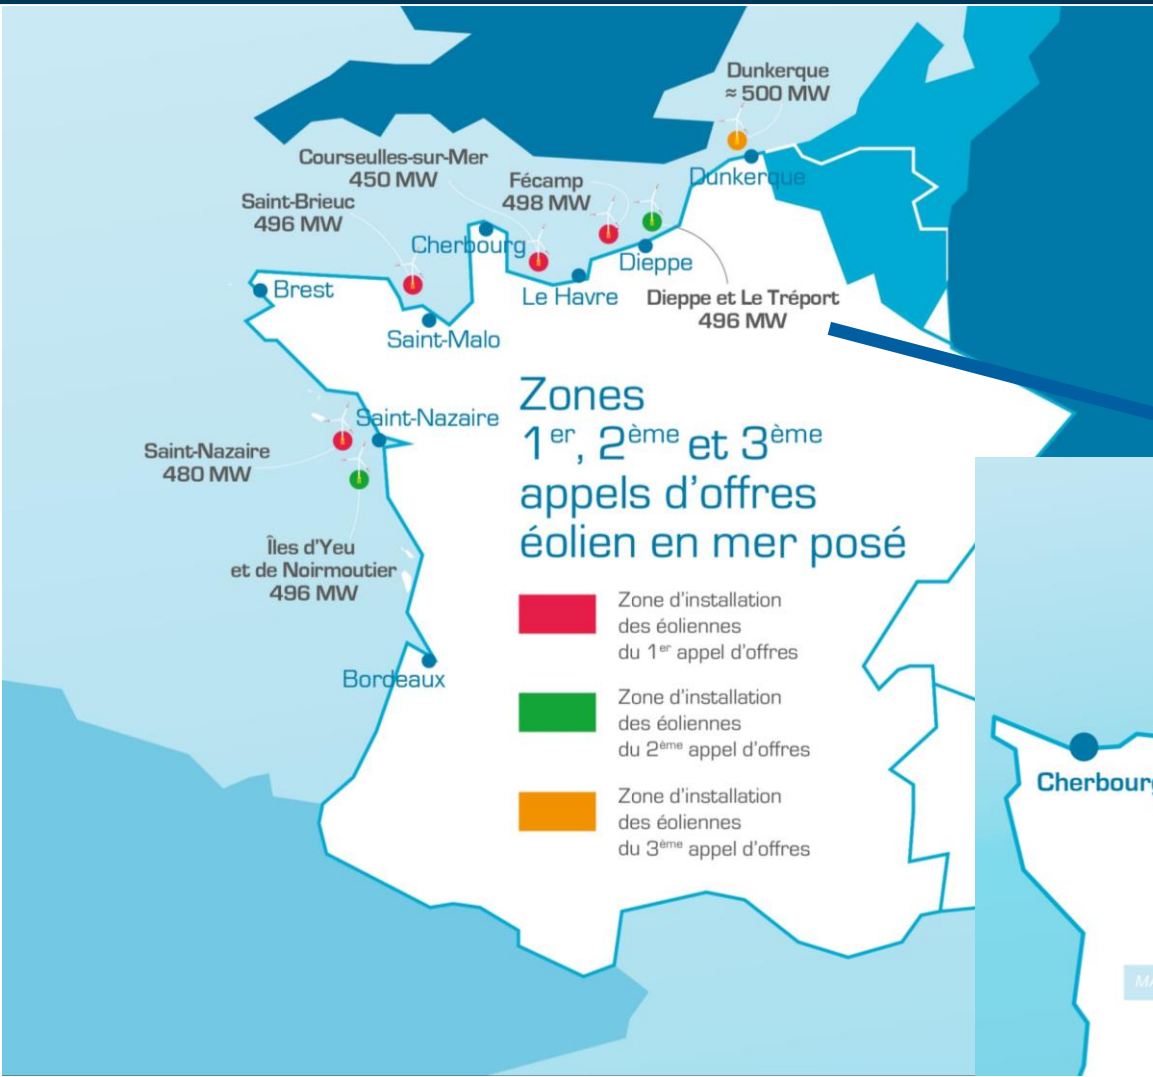 Dunkerque
≈ 500 MW
Courseulles-sur-Mer
450 MW
Fécamp
498 MW
Saint-Brieuc
496 MW
Dunkerque
Cherbourg
Dieppe
Brest
Le Havre
Dieppe et Le Tréport
496 MW
Saint-Malo
Zones
1er, 2ème et 3ème
appels d'offres
éolien en mer posé
Saint-Nazaire
Saint-Nazaire
480 MW
Îles d'Yeu
et de Noirmoutier
496 MW
Zone d'installation
des éoliennes
du 1er appel d'offres
Bordeaux
Zone d'installation
des éoliennes
du 2ème appel d'offres
Zone d'installation
des éoliennes
du 3ème appel d'offres
Cherbourg